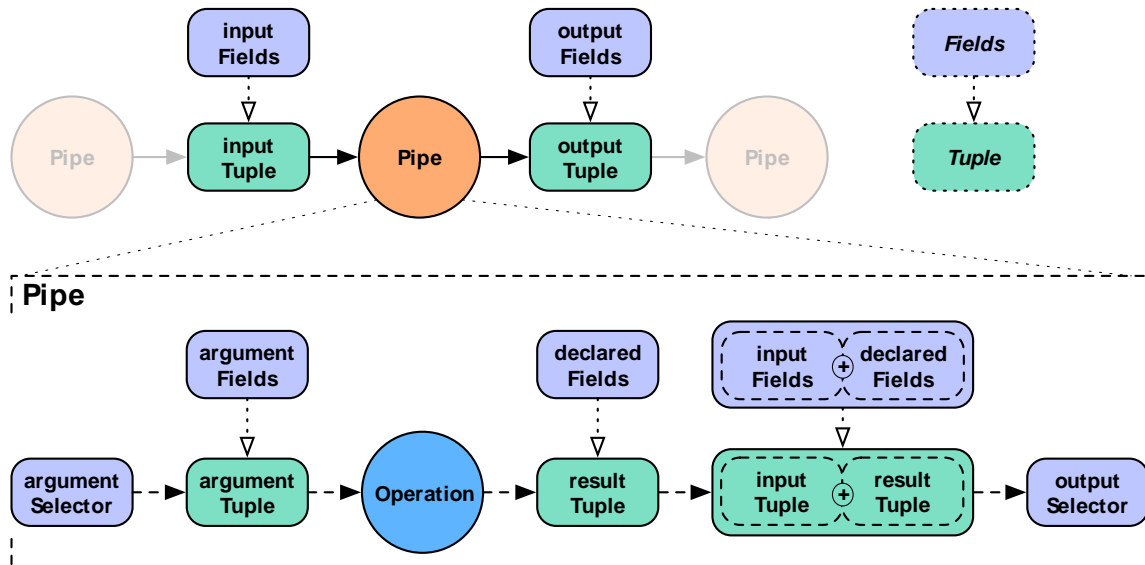 input
Fields
output
Fields
Fields
Pipe
input
Tuple
Pipe
output
Tuple
Pipe
Tuple
Pipe
argument
Fields
declared
Fields
input
Fields
+
declared
Fields
argument
Selector
argument
Tuple
Operation
result
Tuple
input
Tuple
+
result
Tuple
output
Selector